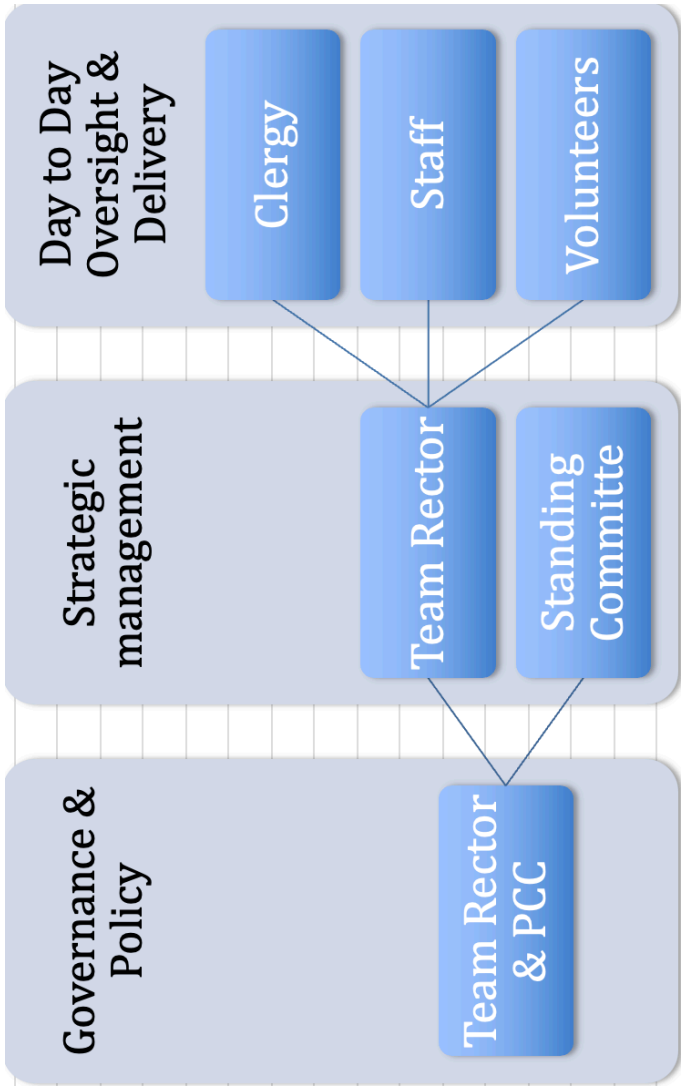 Governance &
Policy
Team Rector
& PCC
Strategic
management
Team Rector
Standing
Committe
Day to Day
Oversight &
Delivery
Clergy
Staff
Volunteers